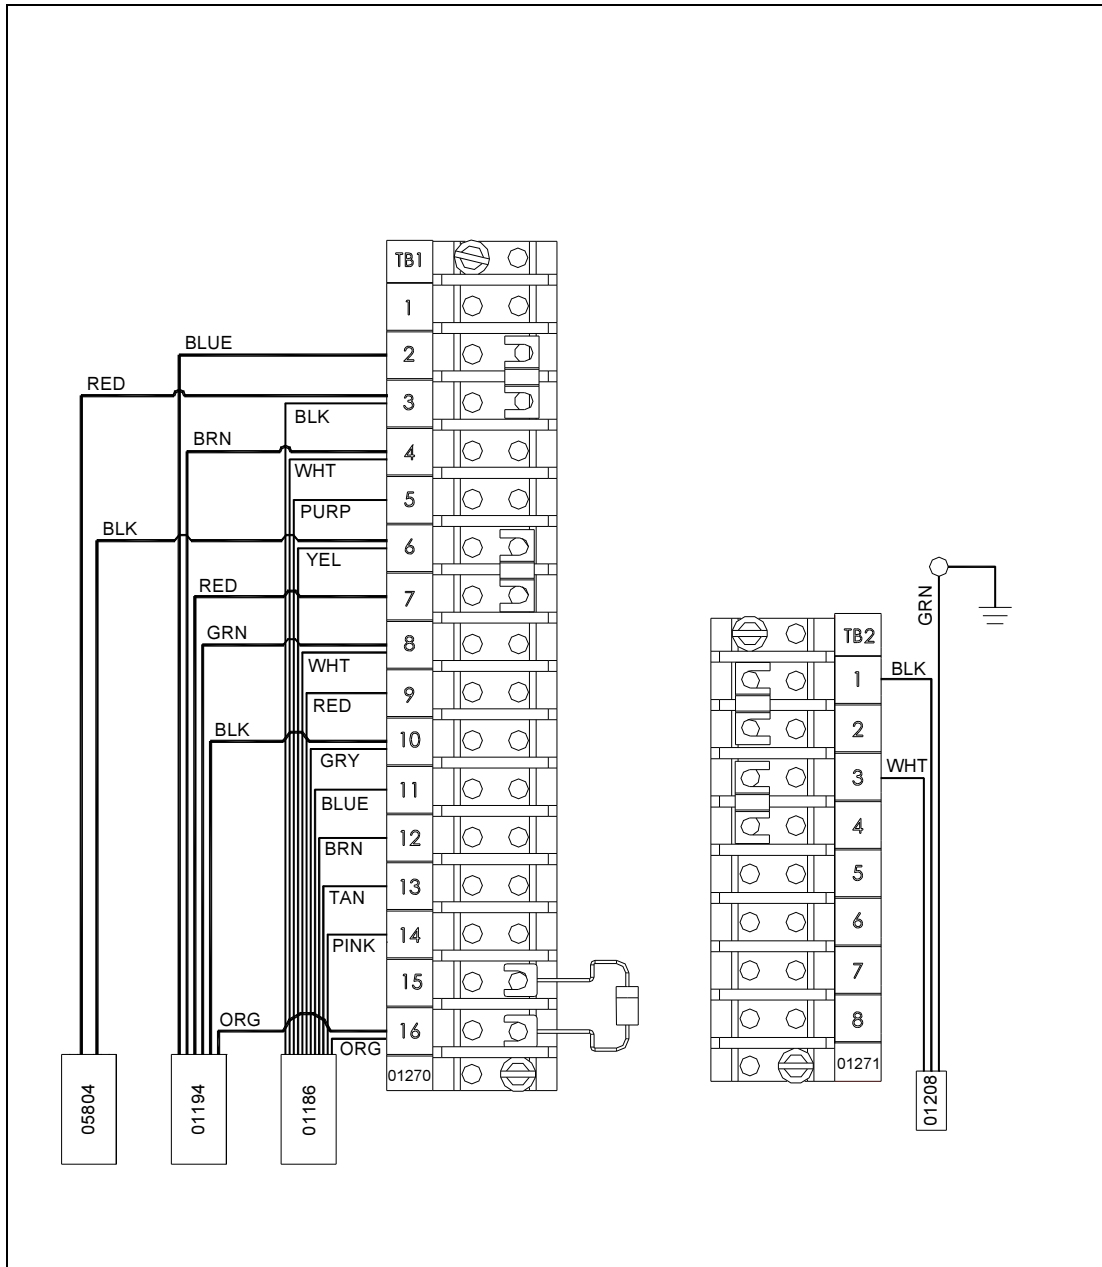 TB1
1
BLUE
2
RED
3
BLK
BRN
4
WHT
5
PURP
BLK
6
YEL
RED
7
GRN
8
WHT
9
RED
BLK
10
GRY
11
BLUE
12
BRN
13
TAN
14
PINK
15
ORG
16
ORG
01270
05804
01194
01186
GRN
TB2
1
BLK
2
3
WHT
4
5
6
7
8
01271
01208